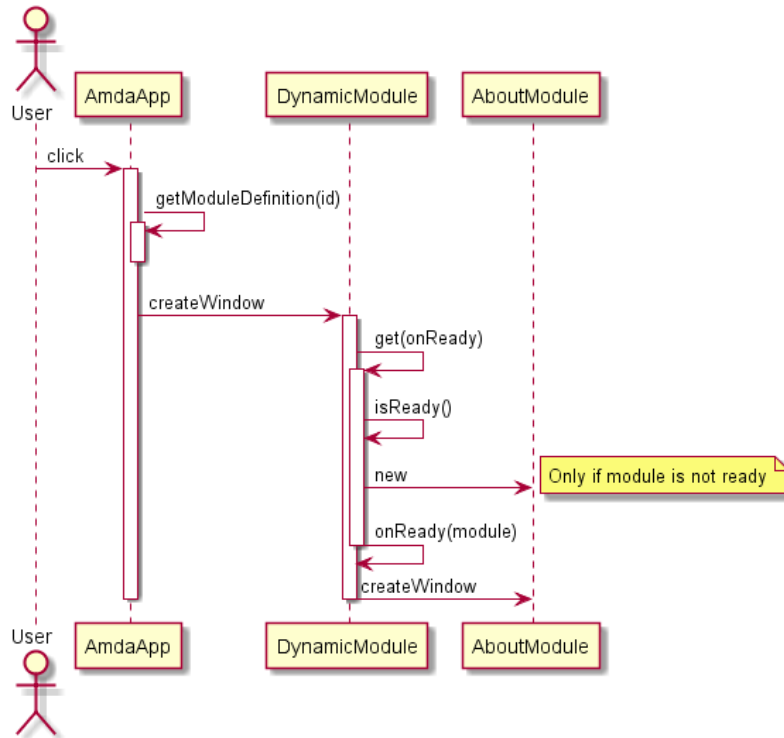 User
AmdaApp
DynamicModule
AboutModule
click
getModuleDefinition(id)
createWindow
get(onReady)
isReady()
new
Only if module is not ready
onReady(module)
createWindow
User
AmdaApp
DynamicModule
AboutModule